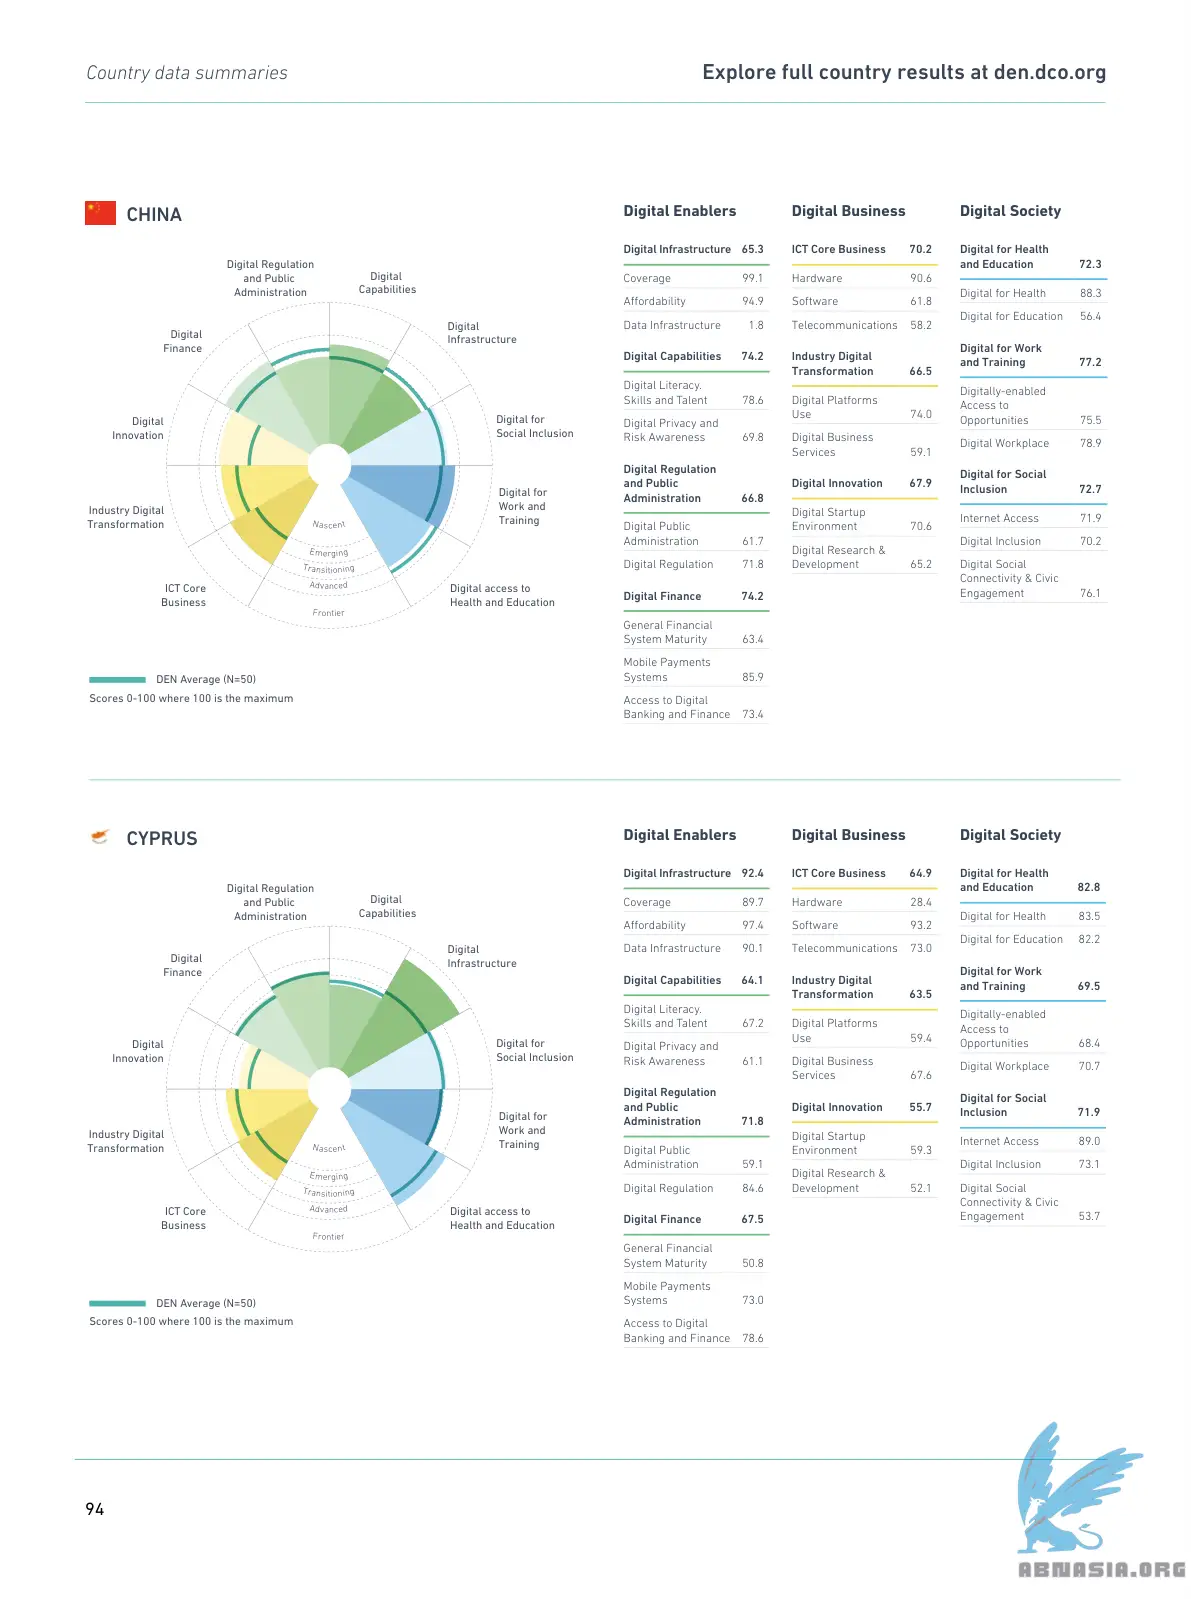 Country data summaries
Explore full country results at den.dco.org
CHINA
Digital Regulation
and Public
Administration
Digital
Capabilities
Digital
Finance
Digital
Infrastructure
Digital
Innovation
Digital for
Social Inclusion
Industry Digital
Transformation
Digital for
Work and
Training
ICT Core
Business
Digital access to
Health and Education
Nascent
Emerging
Transitioning
Advanced
Frontier
DEN Average (N=50)
Scores 0-100 where 100 is the maximum
Digital Enablers
Digital Infrastructure 65.3
Coverage 99.1
Affordability 94.9
Data Infrastructure 1.8
Digital Capabilities 74.2
Digital Literacy.
Skills and Talent 78.6
Digital Privacy and
Risk Awareness 69.8
Digital Regulation
and Public
Administration 66.8
Digital Public
Administration 61.7
Digital Regulation 71.8
Digital Finance 74.2
General Financial
System Maturity 63.4
Mobile Payments
Systems 85.9
Access to Digital
Banking and Finance 73.4
Digital Business
ICT Core Business 70.2
Hardware 90.6
Software 61.8
Telecommunications 58.2
Industry Digital
Transformation 66.5
Digital Platforms
Use 74.0
Digital Business
Services 59.1
Digital Innovation 67.9
Digital Startup
Environment 70.6
Digital Research &
Development 65.2
Digital Society
Digital for Health
and Education 72.3
Digital for Health 88.3
Digital for Education 56.4
Digital for Work
and Training 77.2
Digitally-enabled
Access to
Opportunities 75.5
Digital Workplace 78.9
Digital for Social
Inclusion 72.7
Internet Access 71.9
Digital Inclusion 70.2
Digital Social
Connectivity & Civic
Engagement 76.1
CYPRUS
Digital Regulation
and Public
Administration
Digital
Capabilities
Digital
Finance
Digital
Infrastructure
Digital
Innovation
Digital for
Social Inclusion
Industry Digital
Transformation
Digital for
Work and
Training
ICT Core
Business
Digital access to
Health and Education
Nascent
Emerging
Transitioning
Advanced
Frontier
DEN Average (N=50)
Scores 0-100 where 100 is the maximum
Digital Enablers
Digital Infrastructure 92.4
Coverage 89.7
Affordability 97.4
Data Infrastructure 90.1
Digital Capabilities 64.1
Digital Literacy.
Skills and Talent 67.2
Digital Privacy and
Risk Awareness 61.1
Digital Regulation
and Public
Administration 71.8
Digital Public
Administration 59.1
Digital Regulation 84.6
Digital Finance 67.5
General Financial
System Maturity 50.8
Mobile Payments
Systems 73.0
Access to Digital
Banking and Finance 78.6
Digital Business
ICT Core Business 64.9
Hardware 28.4
Software 93.2
Telecommunications 73.0
Industry Digital
Transformation 63.5
Digital Platforms
Use 59.4
Digital Business
Services 67.6
Digital Innovation 55.7
Digital Startup
Environment 59.3
Digital Research &
Development 52.1
Digital Society
Digital for Health
and Education 82.8
Digital for Health 83.5
Digital for Education 82.2
Digital for Work
and Training 69.5
Digitally-enabled
Access to
Opportunities 68.4
Digital Workplace 70.7
Digital for Social
Inclusion 71.9
Internet Access 89.0
Digital Inclusion 73.1
Digital Social
Connectivity & Civic
Engagement 53.7
94
ABNASIA.ORG